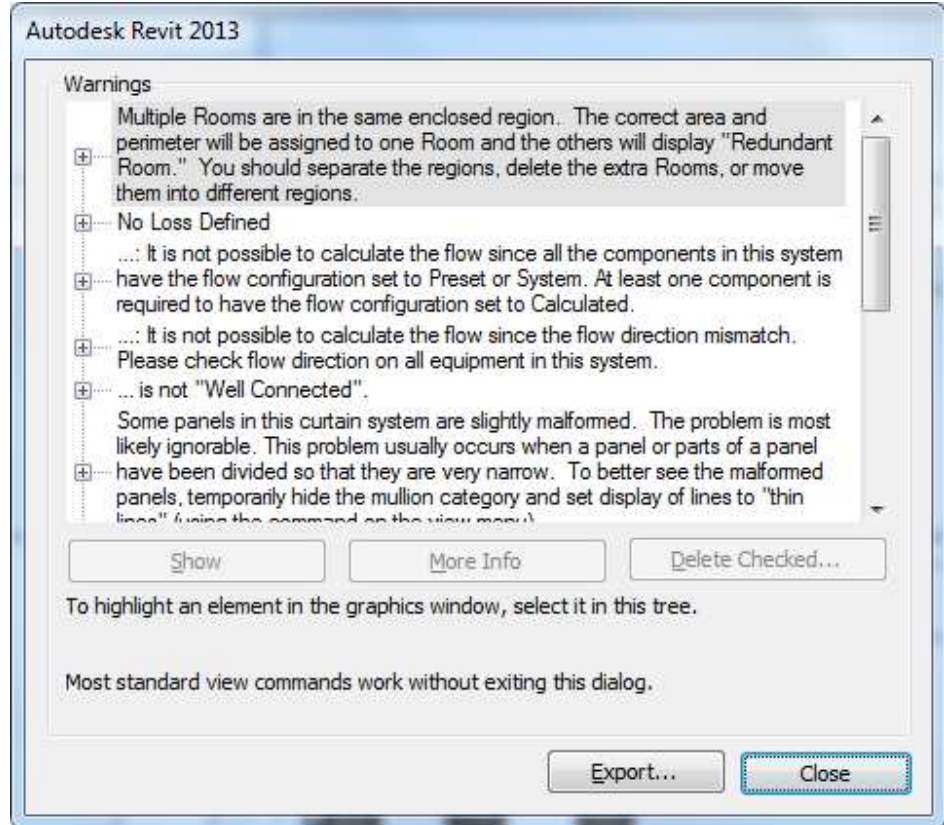 Autodesk Revit 2013
Warnings
Multiple Rooms are in the same enclosed region.  The correct area and
perimeter will be assigned to one Room and the others will display "Redundant
Room."  You should separate the regions, delete the extra Rooms, or move
them into different regions.
No Loss Defined
...: It is not possible to calculate the flow since all the components in this system
have the flow configuration set to Preset or System. At least one component is
required to have the flow configuration set to Calculated.
...: It is not possible to calculate the flow since the flow direction mismatch.
Please check flow direction on all equipment in this system.
... is not "Well Connected".
Some panels in this curtain system are slightly malformed.  The problem is most
likely ignorable. This problem usually occurs when a panel or parts of a panel
have been divided so that they are very narrow.  To better see the malformed
panels, temporarily hide the mullion category and set display of lines to "thin
lines" (using the command on the view menu)
Show
More Info
Delete Checked...
To highlight an element in the graphics window, select it in this tree.
Most standard view commands work without exiting this dialog.
Export...
Close